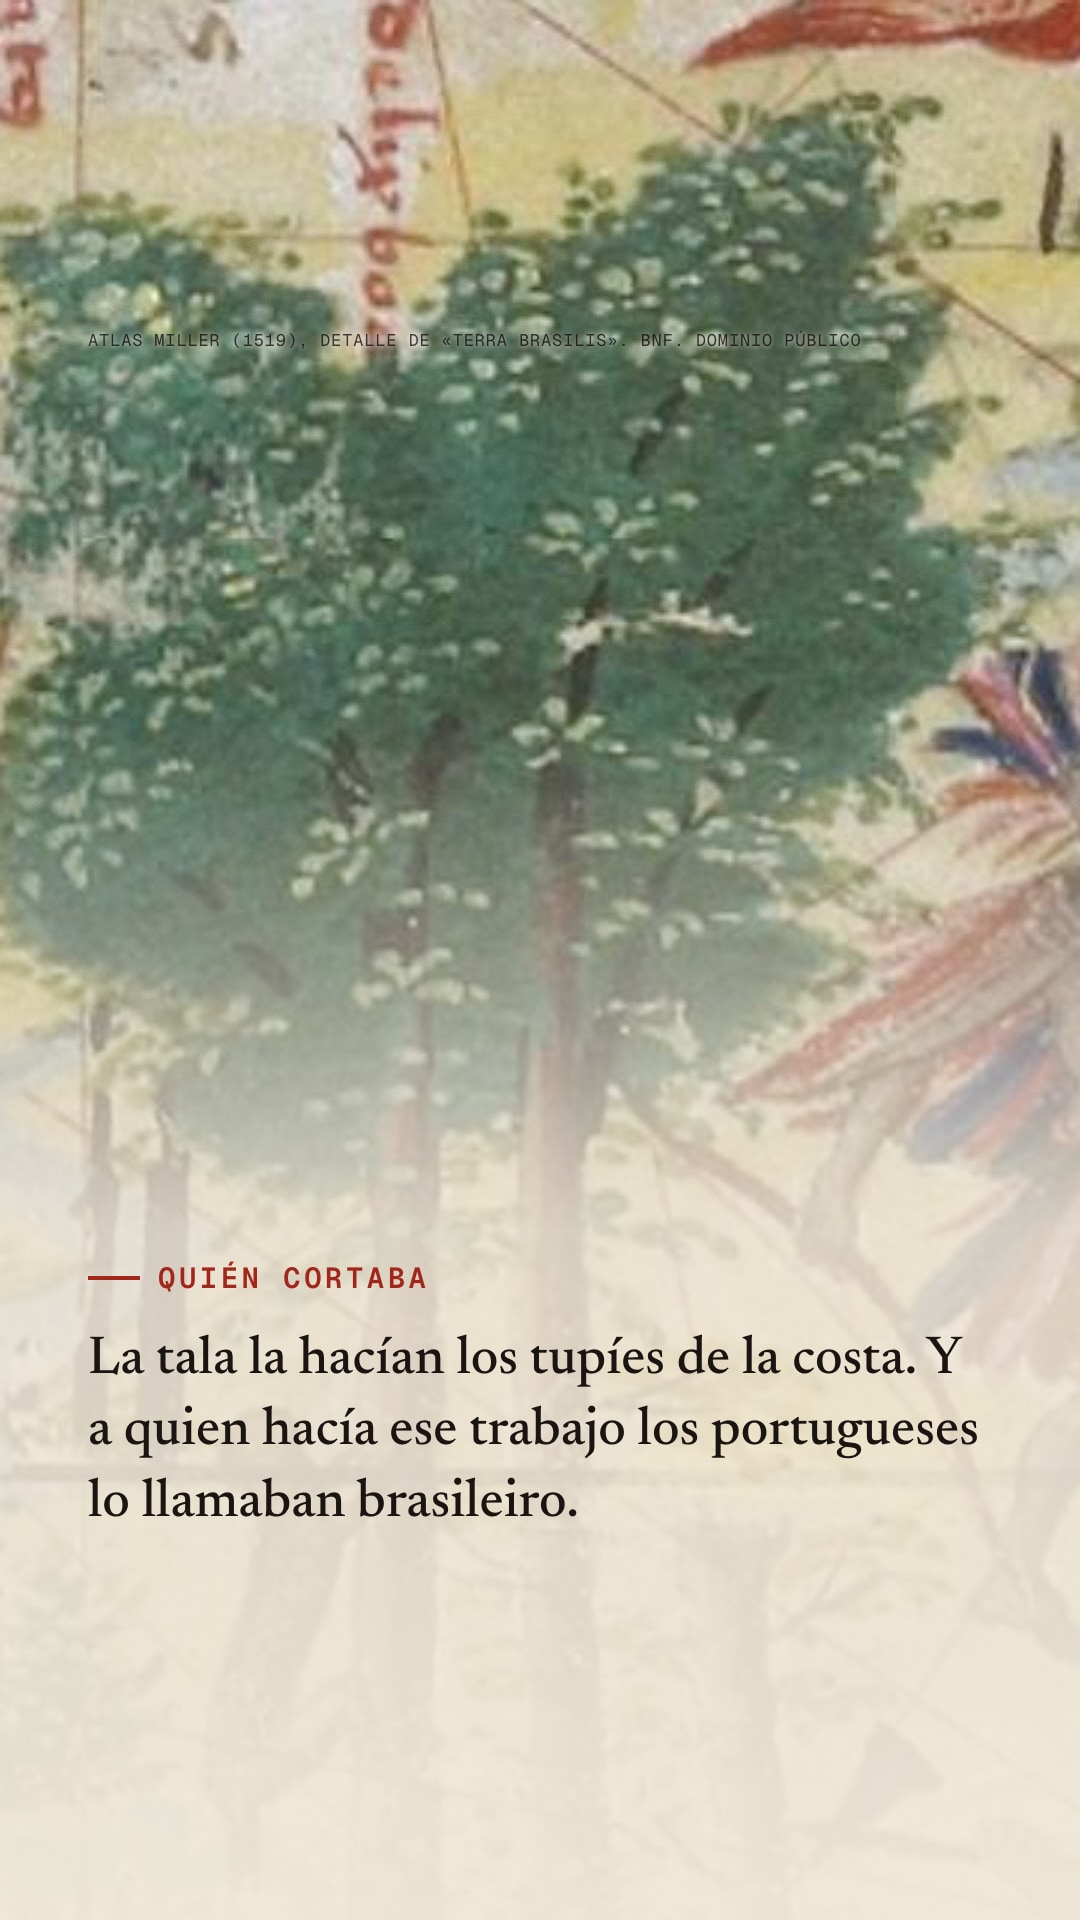 ATLAS MILLER (1519), DETALLE DE «TERRA BRASILIS». BNF. DOMINIO PÚBLICO
QUIÉN CORTABA
La tala la hacían los tupíes de la costa. Y
a quien hacía ese trabajo los portugueses
lo llamaban brasileiro.